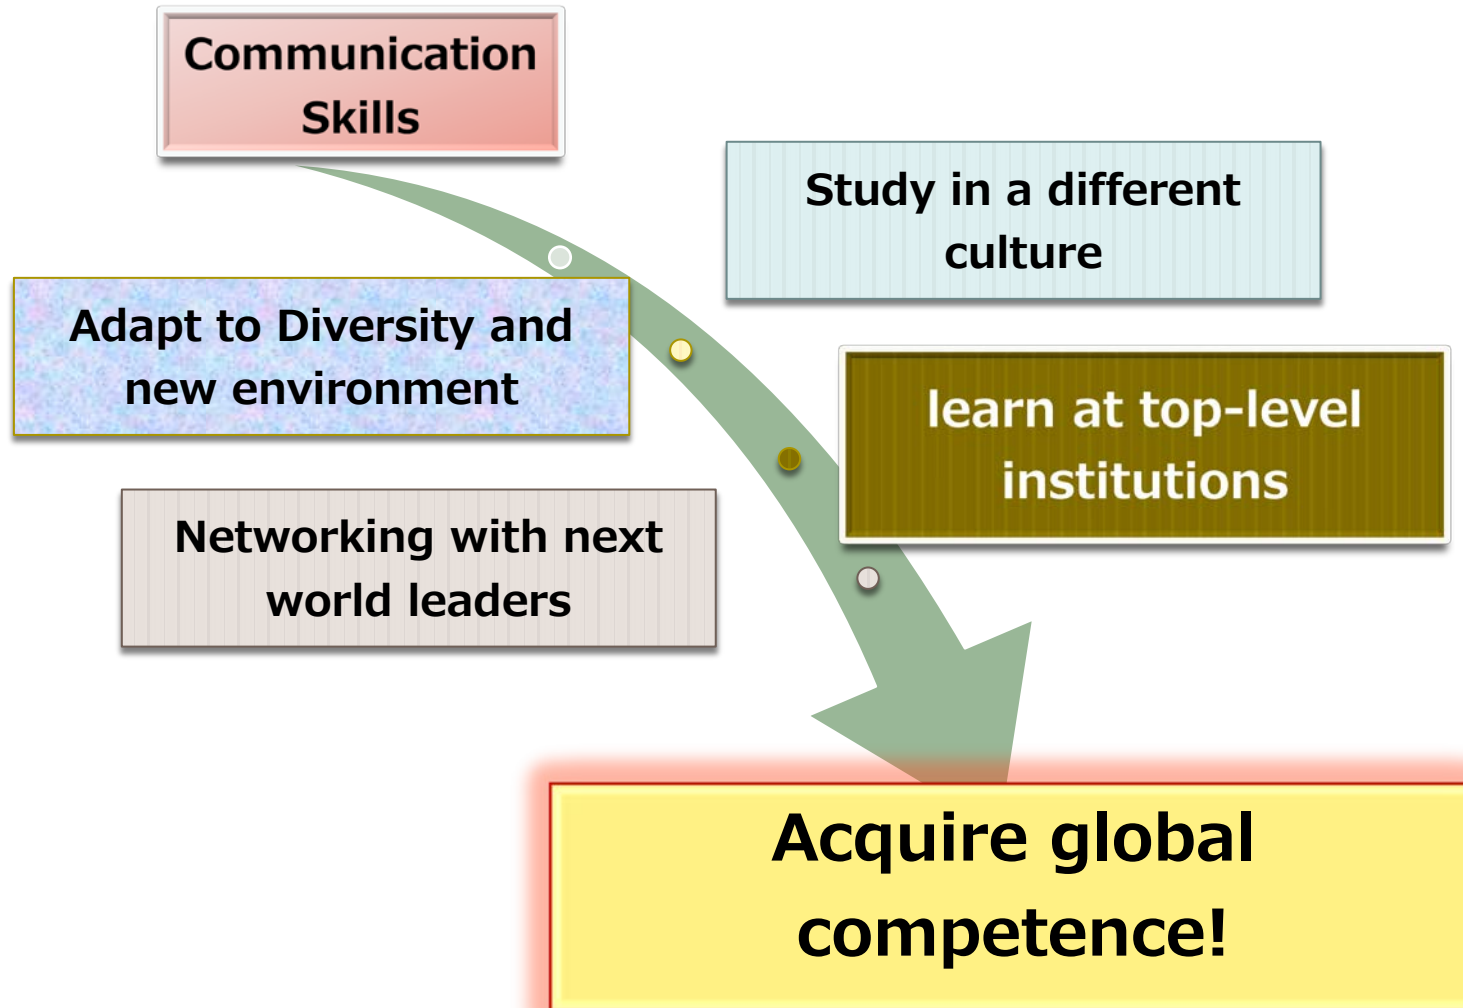 Communication
Skills
Study in a different
culture
Adapt to Diversity and
new environment
learn at top-level
institutions
Networking with next
world leaders
Acquire global
competence!